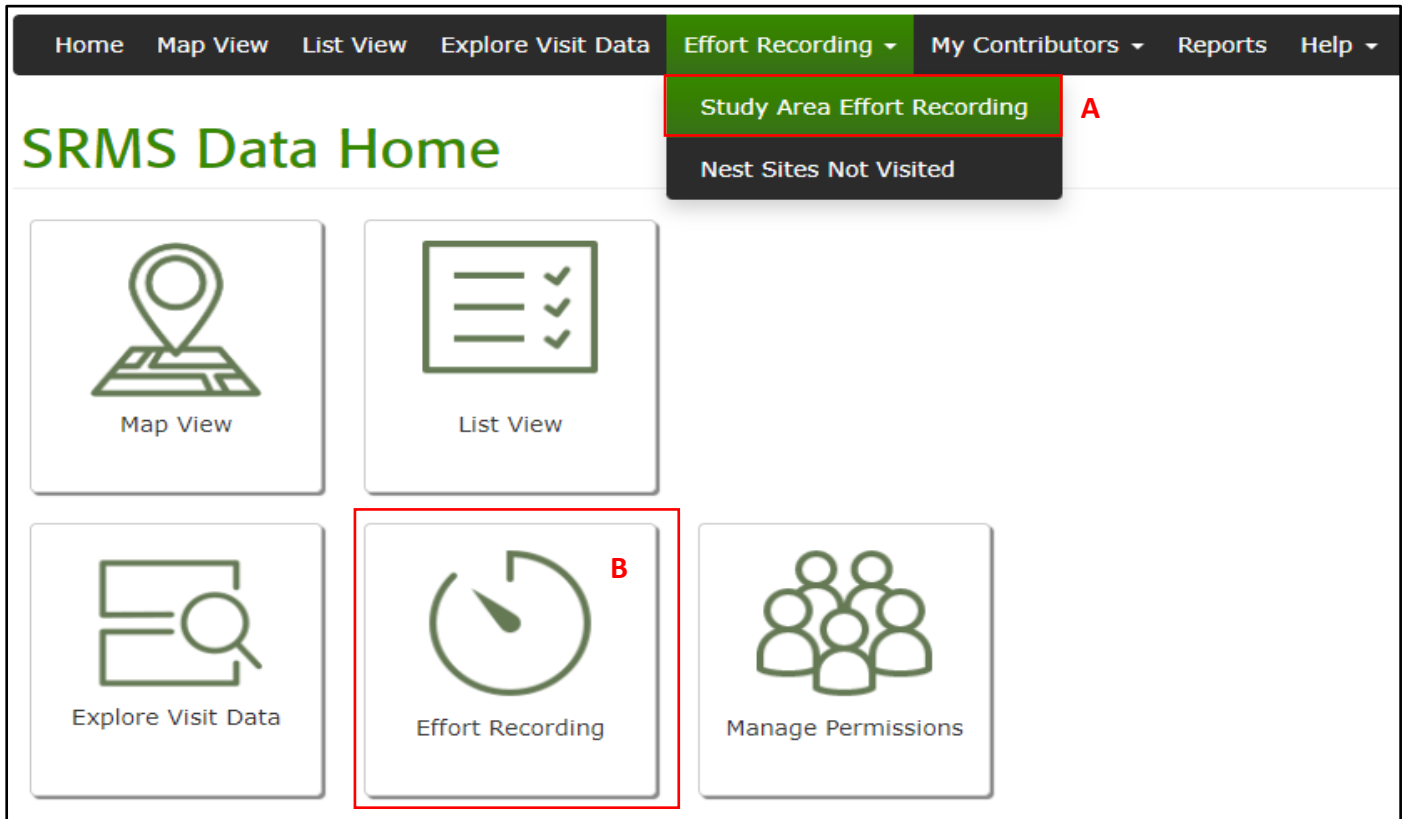 Home Map View List View Explore Visit Data Effort Recording My Contributors Reports Help
Study Area Effort Recording A
SRMS Data Home
Nest Sites Not Visited
Map View List View
B
Explore Visit Data Effort Recording Manage Permissions